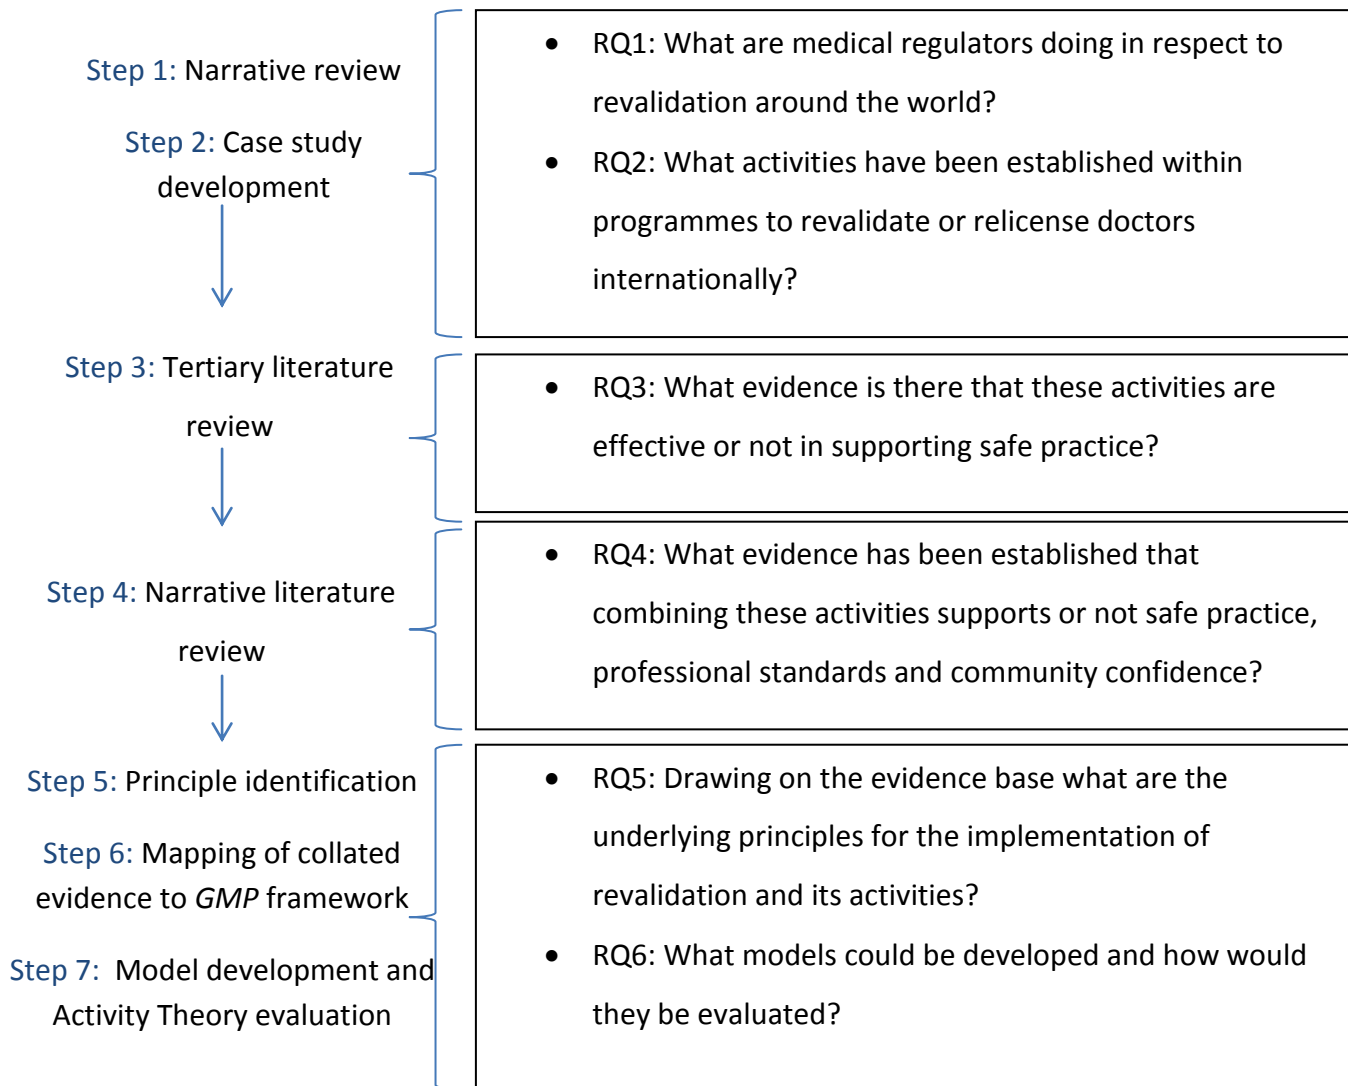 Step 1: Narrative review
Step 2: Case study
development
• RQ1: What are medical regulators doing in respect to
revalidation around the world?
• RQ2: What activities have been established within
programmes to revalidate or relicense doctors
internationally?
Step 3: Tertiary literature
review
• RQ3: What evidence is there that these activities are
effective or not in supporting safe practice?
Step 4: Narrative literature
review
• RQ4: What evidence has been established that
combining these activities supports or not safe practice,
professional standards and community confidence?
Step 5: Principle identification
Step 6: Mapping of collated
evidence to GMP framework
Step 7: Model development and
Activity Theory evaluation
• RQ5: Drawing on the evidence base what are the
underlying principles for the implementation of
revalidation and its activities?
• RQ6: What models could be developed and how would
they be evaluated?